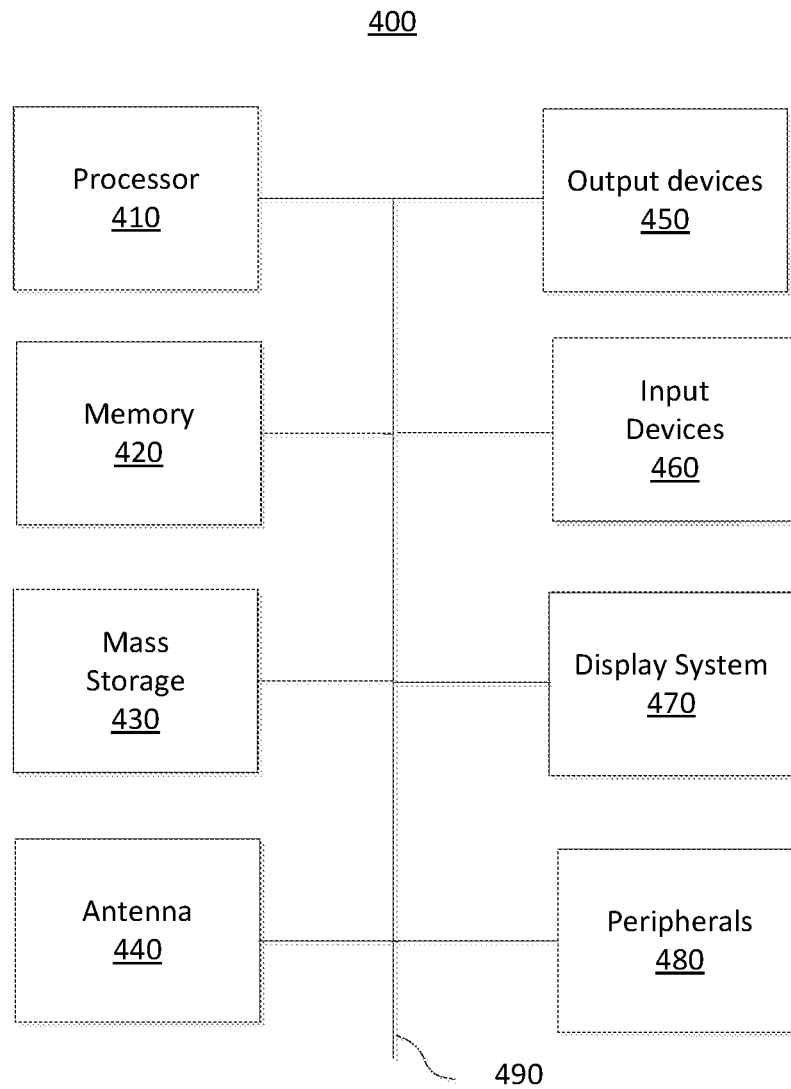 400
Processor
410
Output devices
450
Memory
420
Input
Devices
460
Mass
Storage
430
Display System
470
Antenna
440
Peripherals
480
490